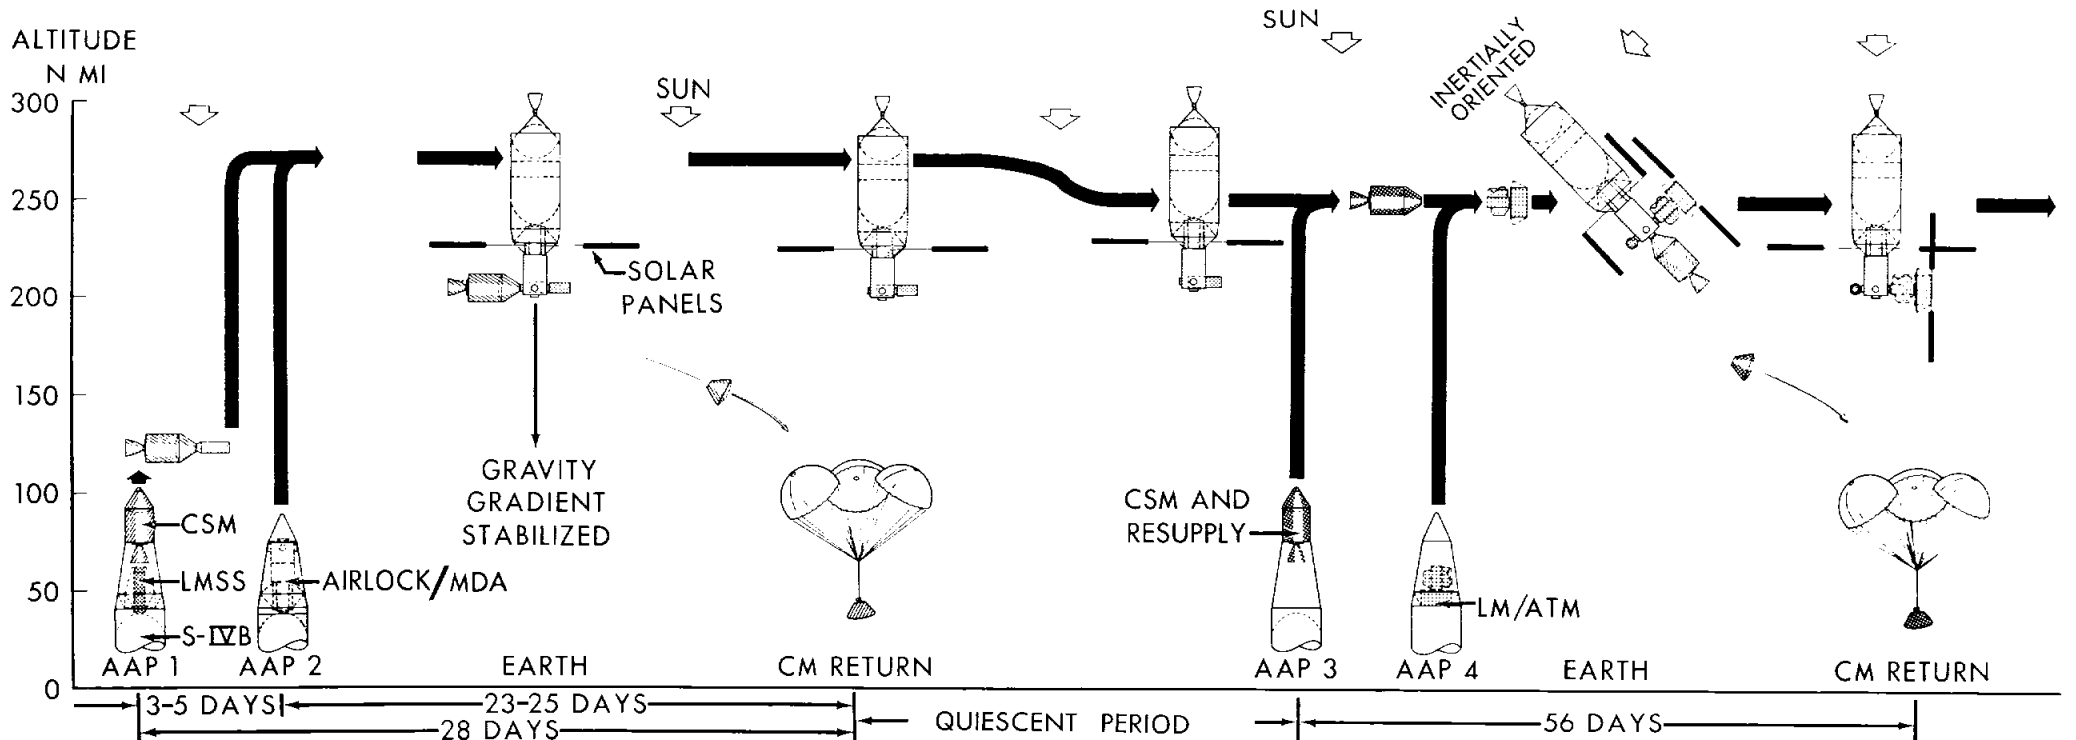 ALTITUDE
N MI
300
250
200
150
100
50
0
SUN
SUN
INERTIALLY
ORIENTED
SOLAR
PANELS
GRAVITY
GRADIENT
STABILIZED
CSM
LMSS
S-IVB
AIRLOCK/MDA
CSM AND
RESUPPLY
LM/ATM
AAP 1
AAP 2
EARTH
CM RETURN
AAP 3
AAP 4
EARTH
CM RETURN
3-5 DAYS
23-25 DAYS
28 DAYS
QUIESCENT PERIOD
56 DAYS